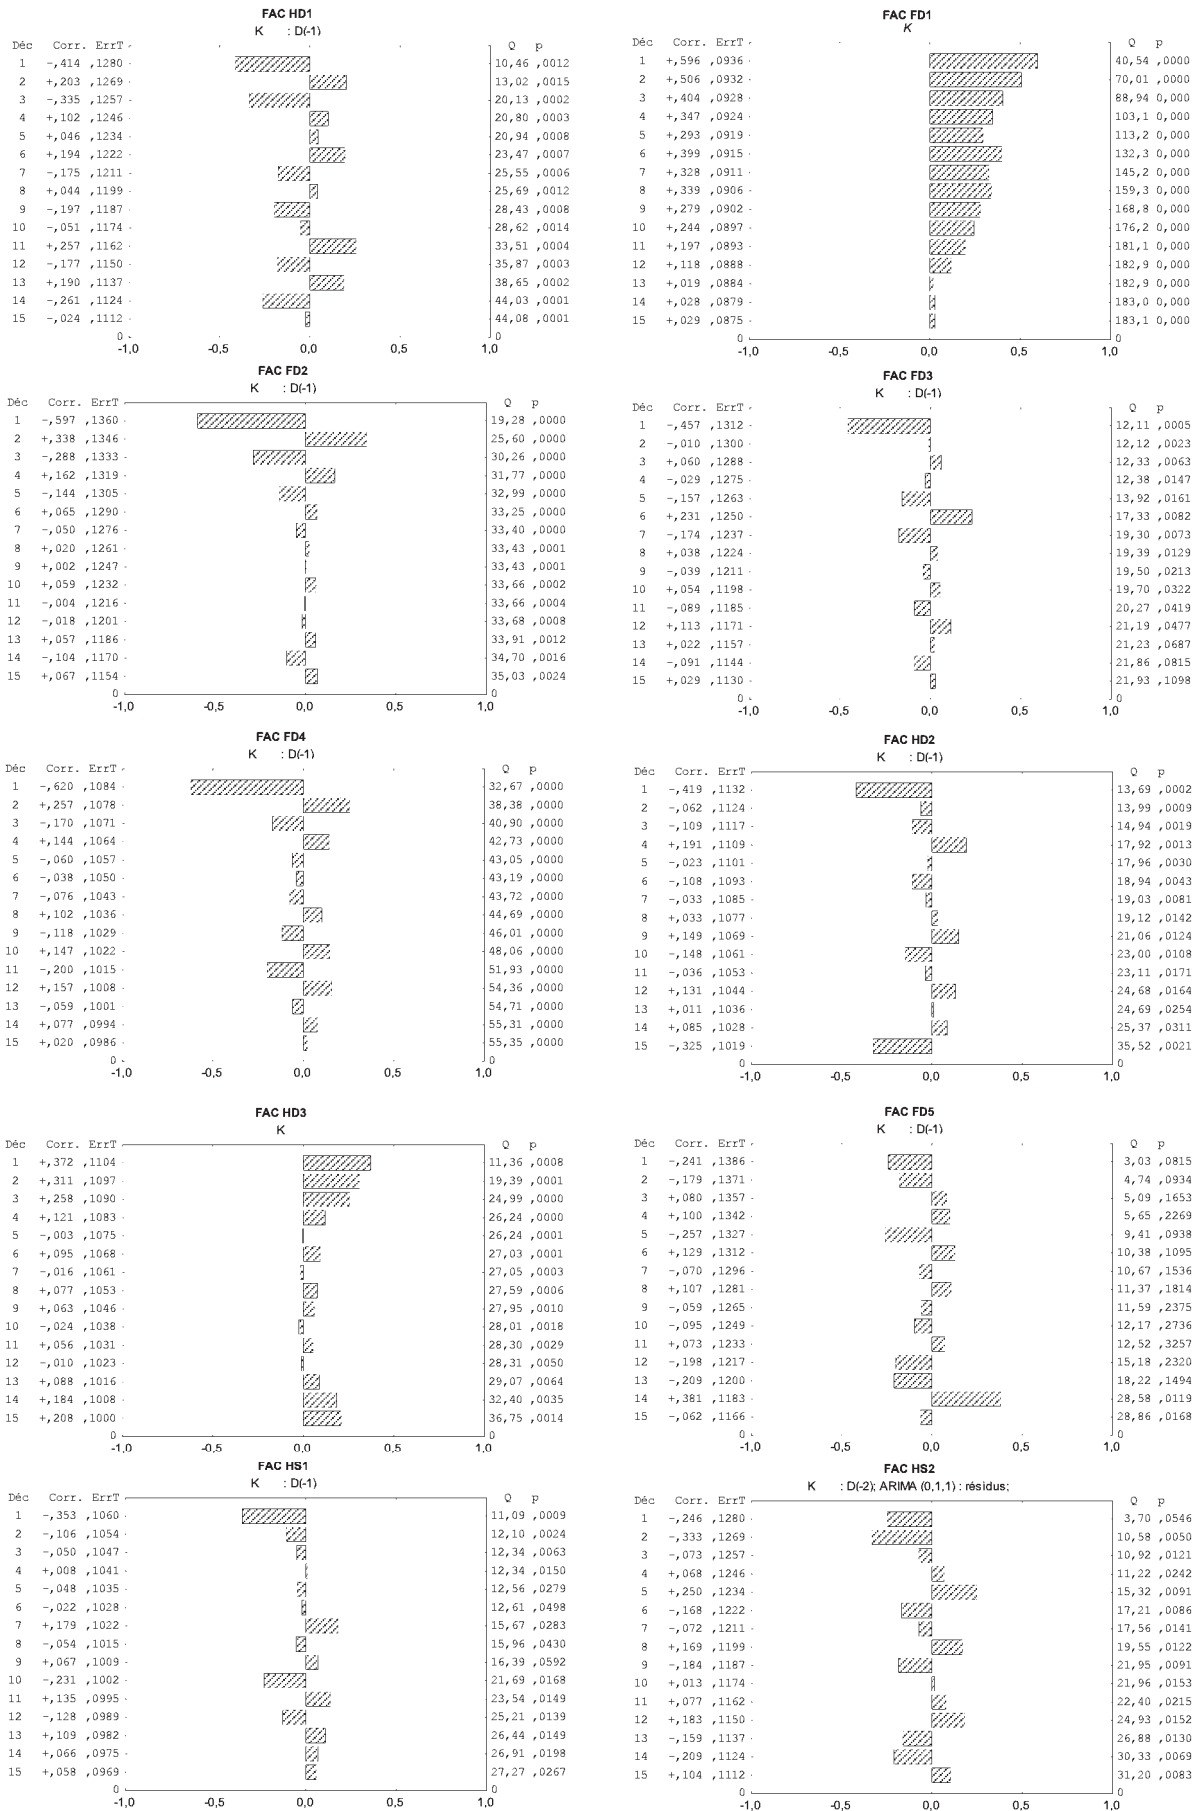 FAC HD1
K : D(-1)
Déc Corr. ErrT Q p
1 -,414 ,1280 10,46 ,0012
2 +,203 ,1269 13,02 ,0015
3 -,335 ,1257 20,13 ,0002
4 +,102 ,1246 20,80 ,0003
5 +,046 ,1234 20,94 ,0008
6 +,194 ,1222 23,47 ,0007
7 -,175 ,1211 25,55 ,0006
8 +,044 ,1199 25,69 ,0012
9 -,197 ,1187 28,43 ,0008
10 -,051 ,1174 28,62 ,0014
11 +,257 ,1162 33,51 ,0004
12 -,177 ,1150 35,87 ,0003
13 +,190 ,1137 38,65 ,0002
14 -,261 ,1124 44,03 ,0001
15 -,024 ,1112 44,08 ,0001
0 0
-1,0 -0,5 0,0 0,5 1,0
FAC FD1
K
Déc Corr. ErrT Q p
1 +,596 ,0936 40,54 ,0000
2 +,506 ,0932 70,01 ,0000
3 +,404 ,0928 88,94 0,000
4 +,347 ,0924 103,1 0,000
5 +,293 ,0919 113,2 0,000
6 +,399 ,0915 132,3 0,000
7 +,328 ,0911 145,2 0,000
8 +,339 ,0906 159,3 0,000
9 +,279 ,0902 168,8 0,000
10 +,244 ,0897 176,2 0,000
11 +,197 ,0893 181,1 0,000
12 +,118 ,0888 182,9 0,000
13 +,019 ,0884 182,9 0,000
14 +,028 ,0879 183,0 0,000
15 +,029 ,0875 183,1 0,000
0 0
-1,0 -0,5 0,0 0,5 1,0
FAC FD2
K : D(-1)
Déc Corr. ErrT Q p
1 -,597 ,1360 19,28 ,0000
2 +,338 ,1346 25,60 ,0000
3 -,288 ,1333 30,26 ,0000
4 +,162 ,1319 31,77 ,0000
5 -,144 ,1305 32,99 ,0000
6 +,065 ,1290 33,25 ,0000
7 -,050 ,1276 33,40 ,0000
8 +,020 ,1261 33,43 ,0001
9 +,002 ,1247 33,43 ,0001
10 +,059 ,1232 33,66 ,0002
11 -,004 ,1216 33,66 ,0004
12 -,018 ,1201 33,68 ,0008
13 +,057 ,1186 33,91 ,0012
14 -,104 ,1170 34,70 ,0016
15 +,067 ,1154 35,03 ,0024
0 0
-1,0 -0,5 0,0 0,5 1,0
FAC FD3
K : D(-1)
Déc Corr. ErrT Q p
1 -,457 ,1312 12,11 ,0005
2 -,010 ,1300 12,12 ,0023
3 +,060 ,1288 12,33 ,0063
4 -,029 ,1275 12,38 ,0147
5 -,157 ,1263 13,92 ,0161
6 +,231 ,1250 17,33 ,0082
7 -,174 ,1237 19,30 ,0073
8 +,038 ,1224 19,39 ,0129
9 -,039 ,1211 19,50 ,0213
10 +,054 ,1198 19,70 ,0322
11 -,089 ,1185 20,27 ,0419
12 +,113 ,1171 21,19 ,0477
13 +,022 ,1157 21,23 ,0687
14 -,091 ,1144 21,86 ,0815
15 +,029 ,1130 21,93 ,1098
0 0
-1,0 -0,5 0,0 0,5 1,0
FAC FD4
K : D(-1)
Déc Corr. ErrT Q p
1 -,620 ,1084 32,67 ,0000
2 +,257 ,1078 38,38 ,0000
3 -,170 ,1071 40,90 ,0000
4 +,144 ,1064 42,73 ,0000
5 -,060 ,1057 43,05 ,0000
6 -,038 ,1050 43,19 ,0000
7 -,076 ,1043 43,72 ,0000
8 +,102 ,1036 44,69 ,0000
9 -,118 ,1029 46,01 ,0000
10 +,147 ,1022 48,06 ,0000
11 -,200 ,1015 51,93 ,0000
12 +,157 ,1008 54,36 ,0000
13 -,059 ,1001 54,71 ,0000
14 +,077 ,0994 55,31 ,0000
15 +,020 ,0986 55,35 ,0000
0 0
-1,0 -0,5 0,0 0,5 1,0
FAC HD2
K : D(-1)
Déc Corr. ErrT Q p
1 -,419 ,1132 13,69 ,0002
2 -,062 ,1124 13,99 ,0009
3 -,109 ,1117 14,94 ,0019
4 +,191 ,1109 17,92 ,0013
5 -,023 ,1101 17,96 ,0030
6 -,108 ,1093 18,94 ,0043
7 -,033 ,1085 19,03 ,0081
8 +,033 ,1077 19,12 ,0142
9 +,149 ,1069 21,06 ,0124
10 -,148 ,1061 23,00 ,0108
11 -,036 ,1053 23,11 ,0171
12 +,131 ,1044 24,68 ,0164
13 +,011 ,1036 24,69 ,0254
14 +,085 ,1028 25,37 ,0311
15 -,325 ,1019 35,52 ,0021
0 0
-1,0 -0,5 0,0 0,5 1,0
FAC HD3
K
Déc Corr. ErrT Q p
1 +,372 ,1104 11,36 ,0008
2 +,311 ,1097 19,39 ,0001
3 +,258 ,1090 24,99 ,0000
4 +,121 ,1083 26,24 ,0000
5 -,003 ,1075 26,24 ,0001
6 +,095 ,1068 27,03 ,0001
7 -,016 ,1061 27,05 ,0003
8 +,077 ,1053 27,59 ,0006
9 +,063 ,1046 27,95 ,0010
10 -,024 ,1038 28,01 ,0018
11 +,056 ,1031 28,30 ,0029
12 -,010 ,1023 28,31 ,0050
13 +,088 ,1016 29,07 ,0064
14 +,184 ,1008 32,40 ,0035
15 +,208 ,1000 36,75 ,0014
0 0
-1,0 -0,5 0,0 0,5 1,0
FAC FD5
K : D(-1)
Déc Corr. ErrT Q p
1 -,241 ,1386 3,03 ,0815
2 -,179 ,1371 4,74 ,0934
3 +,080 ,1357 5,09 ,1653
4 +,100 ,1342 5,65 ,2269
5 -,257 ,1327 9,41 ,0938
6 +,129 ,1312 10,38 ,1095
7 -,070 ,1296 10,67 ,1536
8 +,107 ,1281 11,37 ,1814
9 -,059 ,1265 11,59 ,2375
10 -,095 ,1249 12,17 ,2736
11 +,073 ,1233 12,52 ,3257
12 -,198 ,1217 15,18 ,2320
13 -,209 ,1200 18,22 ,1494
14 +,381 ,1183 28,58 ,0119
15 -,062 ,1166 28,86 ,0168
0 0
-1,0 -0,5 0,0 0,5 1,0
FAC HS1
K : D(-1)
Déc Corr. ErrT Q p
1 -,353 ,1060 11,09 ,0009
2 -,106 ,1054 12,10 ,0024
3 -,050 ,1047 12,34 ,0063
4 +,008 ,1041 12,34 ,0150
5 -,048 ,1035 12,56 ,0279
6 -,022 ,1028 12,61 ,0498
7 +,179 ,1022 15,67 ,0283
8 -,054 ,1015 15,96 ,0430
9 +,067 ,1009 16,39 ,0592
10 -,231 ,1002 21,69 ,0168
11 +,135 ,0995 23,54 ,0149
12 -,128 ,0989 25,21 ,0139
13 +,109 ,0982 26,44 ,0149
14 +,066 ,0975 26,91 ,0198
15 +,058 ,0969 27,27 ,0267
0 0
-1,0 -0,5 0,0 0,5 1,0
FAC HS2
K : D(-2); ARIMA (0,1,1) : résidus;
Déc Corr. ErrT Q p
1 -,246 ,1280 3,70 ,0546
2 -,333 ,1269 10,58 ,0050
3 -,073 ,1257 10,92 ,0121
4 +,068 ,1246 11,22 ,0242
5 +,250 ,1234 15,32 ,0091
6 -,168 ,1222 17,21 ,0086
7 -,072 ,1211 17,56 ,0141
8 +,169 ,1199 19,55 ,0122
9 -,184 ,1187 21,95 ,0091
10 +,013 ,1174 21,96 ,0153
11 +,077 ,1162 22,40 ,0215
12 +,183 ,1150 24,93 ,0152
13 -,159 ,1137 26,88 ,0130
14 -,209 ,1124 30,33 ,0069
15 +,104 ,1112 31,20 ,0083
0 0
-1,0 -0,5 0,0 0,5 1,0